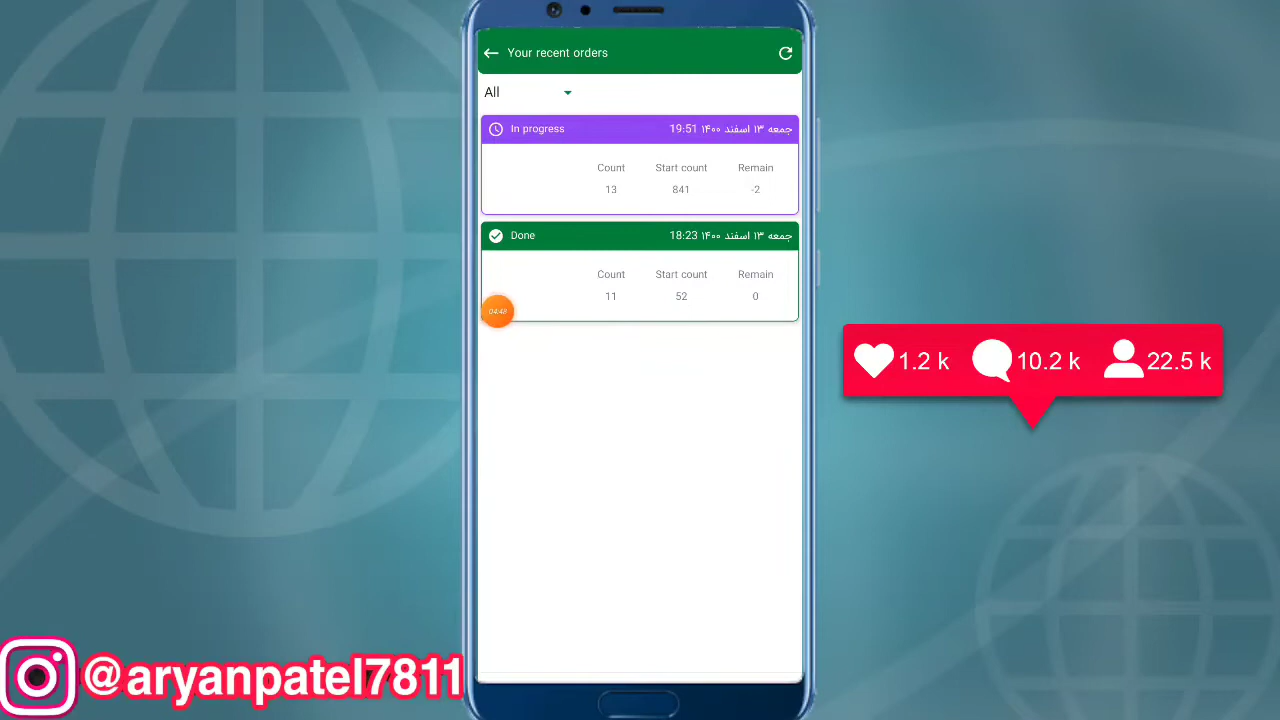 Your recent orders
All
In progress
جمعه ۱۳ اسفند ۱۴۰۰ 19:51
Count Start count Remain
13 841 -2
Done
جمعه ۱۳ اسفند ۱۴۰۰ 18:23
Count Start count Remain
11 52 0
04:48
1.2 k 10.2 k 22.5 k
@aryanpatel7811